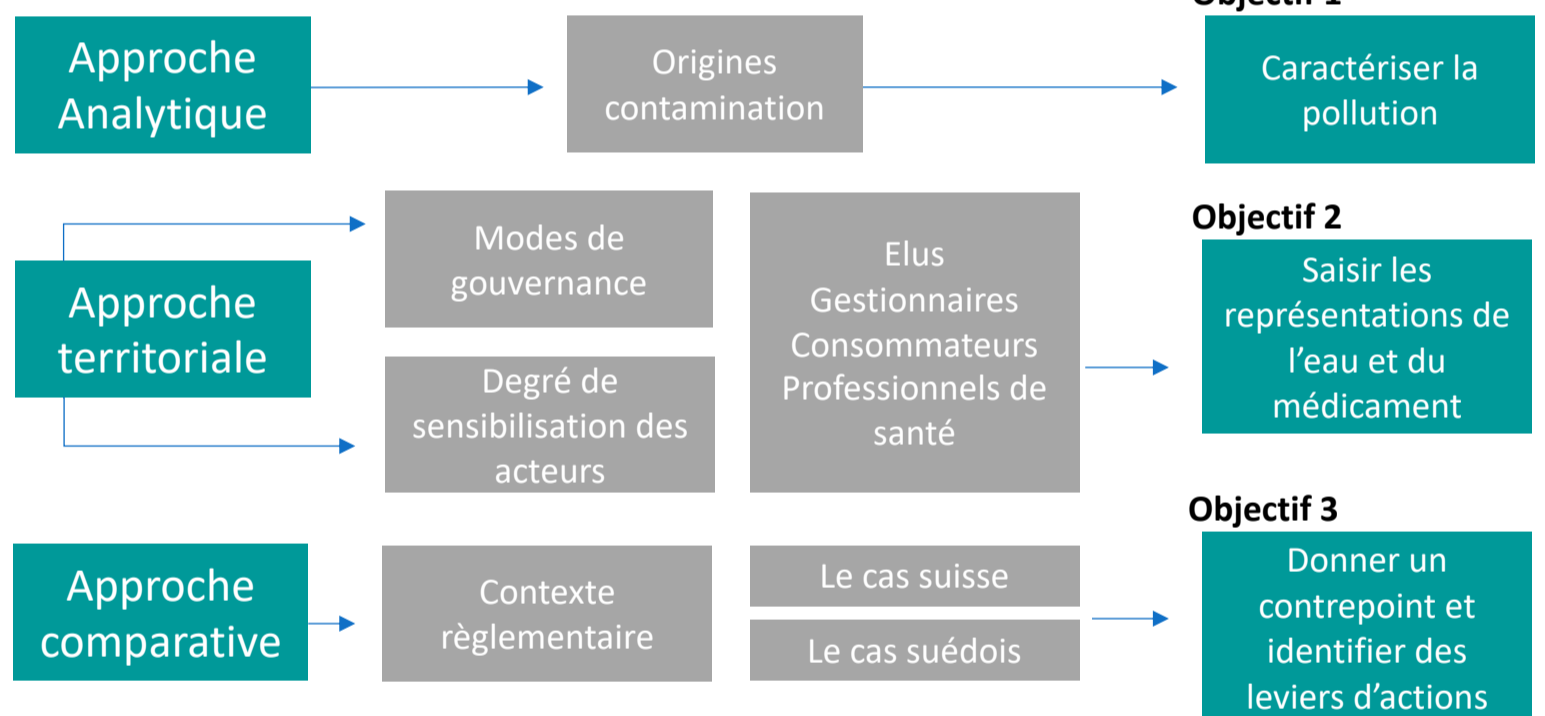 Objectif 1
Approche
Analytique
Origines
contamination
Caractériser la
pollution
Approche
territoriale
Modes de
gouvernance
Degré de
sensibilisation des
acteurs
Elus
Gestionnaires
Consommateurs
Professionnels de
santé
Objectif 2
Saisir les
représentations de
l'eau et du
médicament
Approche
comparative
Contexte
règlementaire
Le cas suisse
Le cas suédois
Objectif 3
Donner un
contrepoint et
identifier des
leviers d'actions